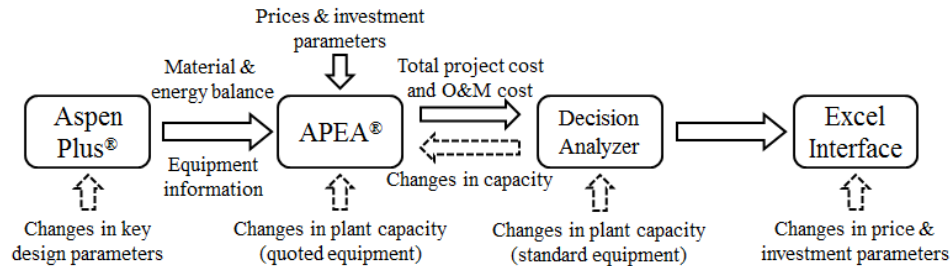 Prices & investment
parameters
Material &
energy balance
Total project cost
and O&M cost
Aspen
Plus®
APEA®
Decision
Analyzer
Excel
Interface
Equipment
information
Changes in capacity
Changes in key
design parameters
Changes in plant capacity
(quoted equipment)
Changes in plant capacity
(standard equipment)
Changes in price &
investment parameters